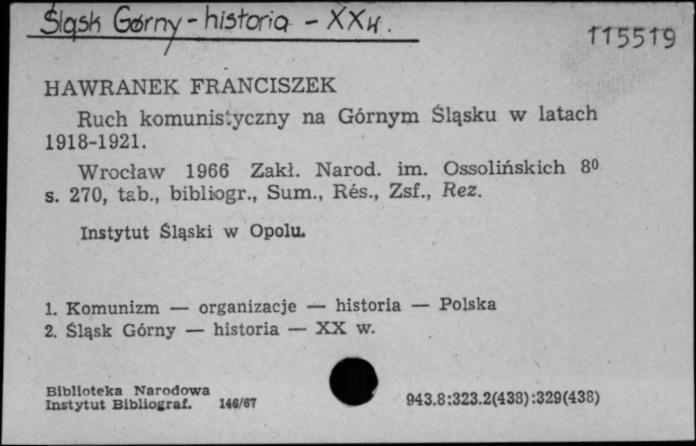 Śląsk Górny - historia - XXw.
115519
HAWRANEK FRANCISZEK
Ruch komunistyczny na Górnym Śląsku w latach
1918-1921.
Wrocław 1966 Zakł. Narod. im. Ossolińskich 8⁰
s. 270, tab., bibliogr., Sum., Rés., Zsf., Rez.
Instytut Śląski w Opolu.
1. Komunizm — organizacje — historia — Polska
2. Śląsk Górny — historia — XX w.
Biblioteka Narodowa
Instytut Bibliograf. 146/67
943.8:323.2(438):329(438)